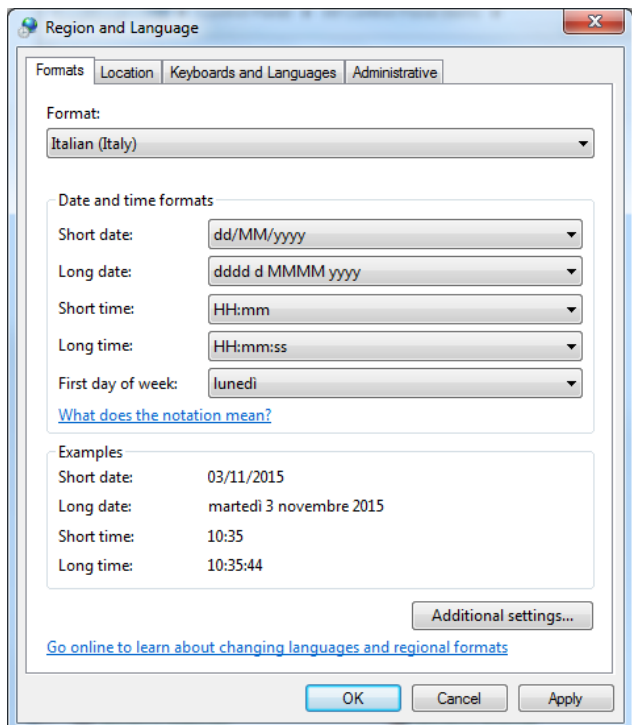 Region and Language
Formats Location Keyboards and Languages Administrative
Format:
Italian (Italy)
Date and time formats
Short date: dd/MM/yyyy
Long date: dddd d MMMM yyyy
Short time: HH:mm
Long time: HH:mm:ss
First day of week: lunedì
What does the notation mean?
Examples
Short date: 03/11/2015
Long date: martedì 3 novembre 2015
Short time: 10:35
Long time: 10:35:44
Additional settings...
Go online to learn about changing languages and regional formats
OK Cancel Apply